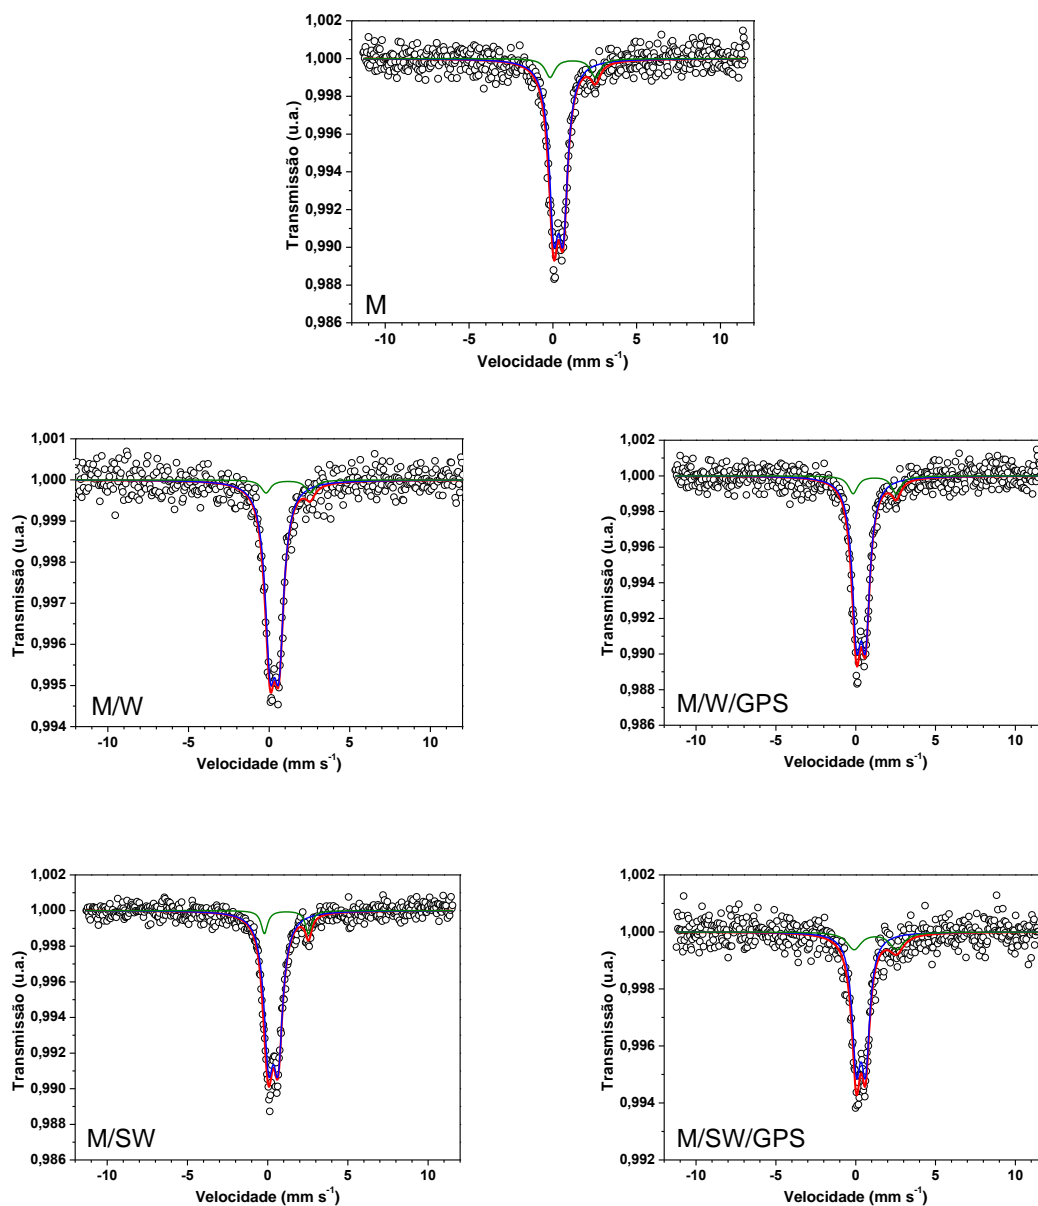 1,002
1,000
0,998
0,996
0,994
0,992
0,990
0,988
0,986
Transmissão (u.a.)
M
-10 -5 0 5 10
Velocidade (mm s⁻¹)
1,001
1,000
0,999
0,998
0,997
0,996
0,995
0,994
Transmissão (u.a.)
M/W
-10 -5 0 5 10
Velocidade (mm s⁻¹)
1,002
1,000
0,998
0,996
0,994
0,992
0,990
0,988
0,986
Transmissão (u.a.)
M/W/GPS
-10 -5 0 5 10
Velocidade (mm s⁻¹)
1,002
1,000
0,998
0,996
0,994
0,992
0,990
0,988
0,986
Transmissão (u.a.)
M/SW
-10 -5 0 5 10
Velocidade (mm s⁻¹)
1,002
1,000
0,998
0,996
0,994
0,992
Transmissão (u.a.)
M/SW/GPS
-10 -5 0 5 10
Velocidade (mm s⁻¹)